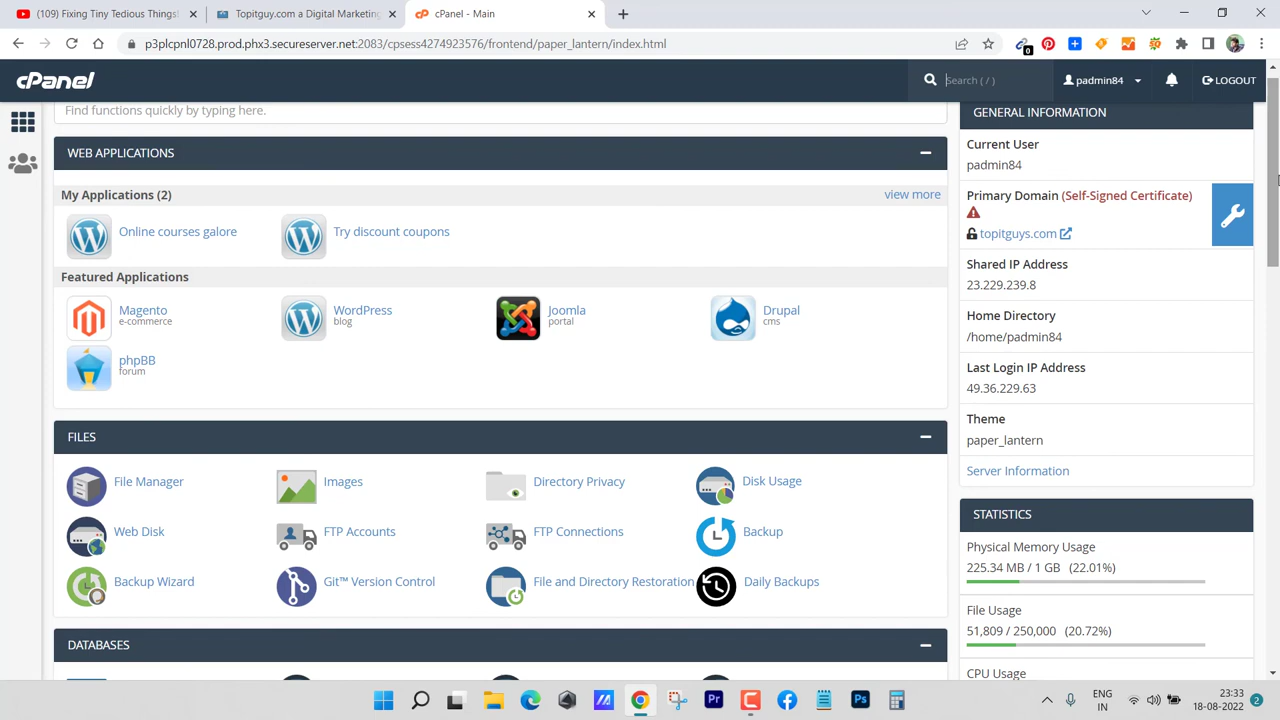 (109) Fixing Tiny Tedious Things!
Topitguy.com a Digital Marketing
cP cPanel - Main
p3plcpnl0728.prod.phx3.secureserver.net:2083/cpsess4274923576/frontend/paper_lantern/index.html
0
cPanel
Search ( / )
padmin84
LOGOUT
Find functions quickly by typing here.
WEB APPLICATIONS
My Applications (2)
view more
Online courses galore
Try discount coupons
Featured Applications
Magento
e-commerce
WordPress
blog
Joomla
portal
Drupal
cms
phpBB
forum
FILES
File Manager
Images
Directory Privacy
Disk Usage
Web Disk
FTP Accounts
FTP Connections
Backup
Backup Wizard
Git™ Version Control
File and Directory Restoration
Daily Backups
DATABASES
GENERAL INFORMATION
Current User
padmin84
Primary Domain (Self-Signed Certificate)
topitguys.com
Shared IP Address
23.229.239.8
Home Directory
/home/padmin84
Last Login IP Address
49.36.229.63
Theme
paper_lantern
Server Information
STATISTICS
Physical Memory Usage
225.34 MB / 1 GB (22.01%)
File Usage
51,809 / 250,000 (20.72%)
CPU Usage
Pr
Ps
ENG
IN
23:33
18-08-2022
2